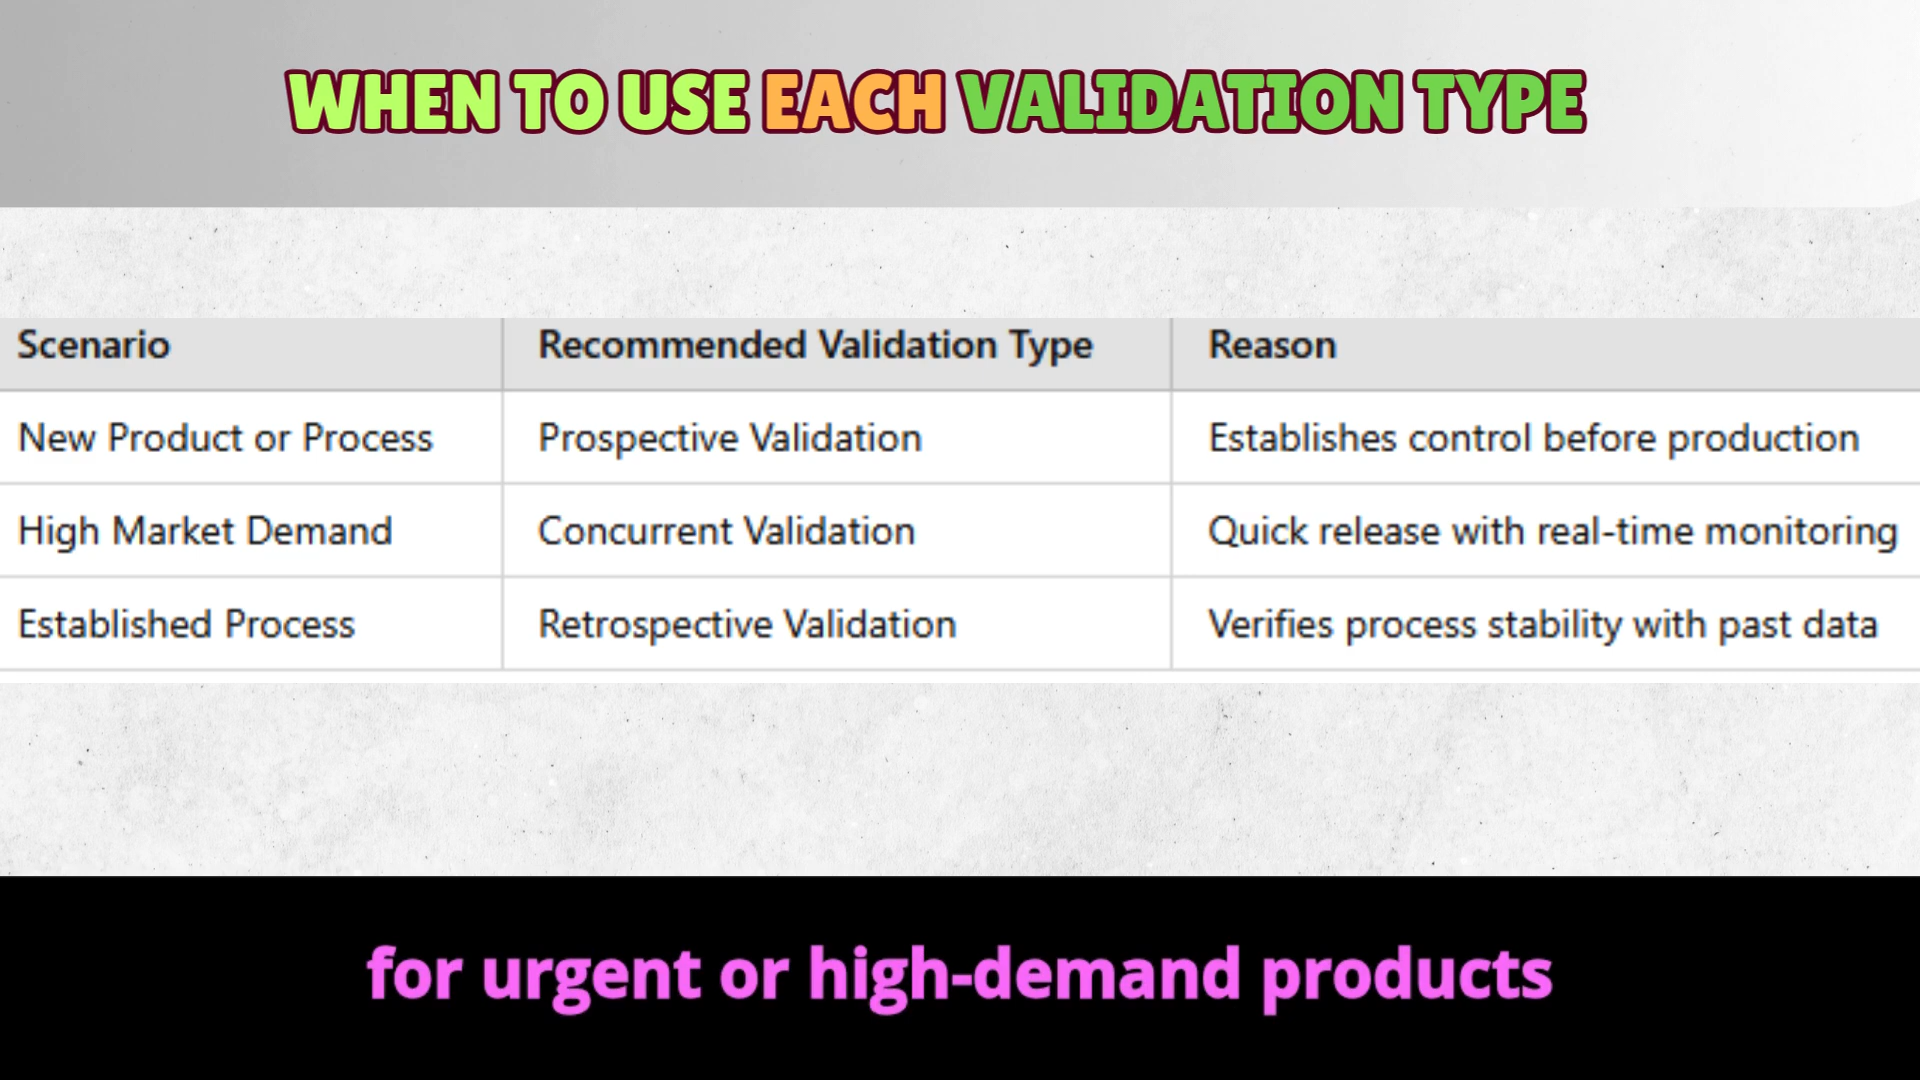 WHEN TO USE EACH VALIDATION TYPE
Scenario Recommended Validation Type Reason
New Product or Process Prospective Validation Establishes control before production
High Market Demand Concurrent Validation Quick release with real-time monitoring
Established Process Retrospective Validation Verifies process stability with past data
for urgent or high-demand products